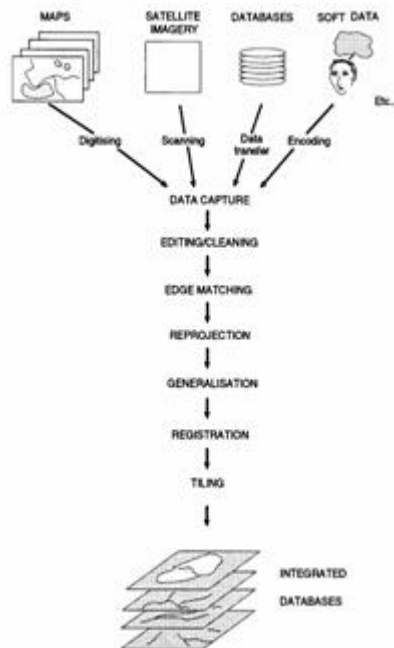 MAPS
SATELLITE IMAGERY
DATABASES
SOFT DATA
Etc.,
Digitising
Scanning
Data transfer
Encoding
DATA CAPTURE
EDITING/CLEANING
EDGE MATCHING
REPROJECTION
GENERALISATION
REGISTRATION
TILING
INTEGRATED
DATABASES